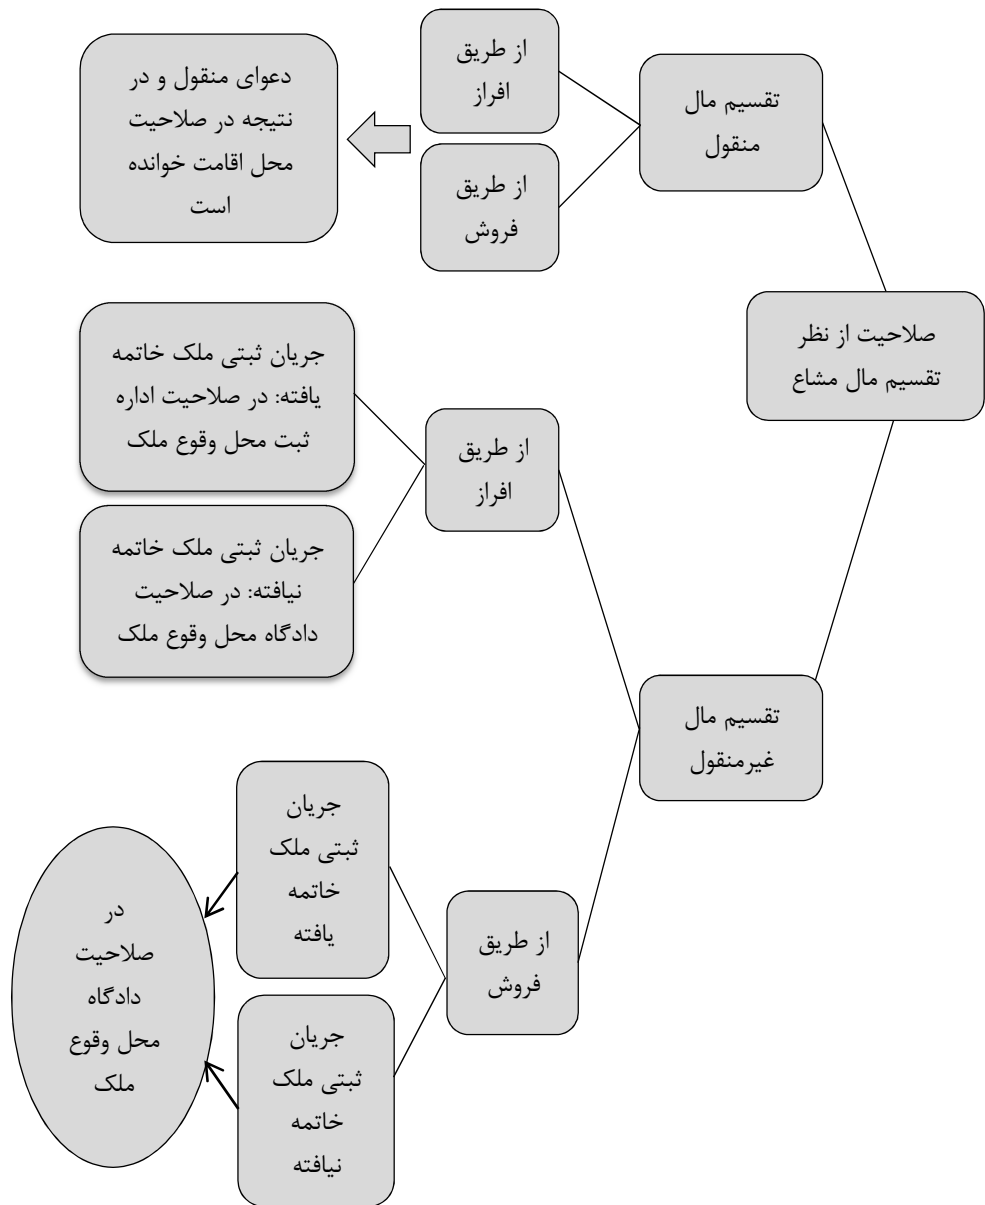 صلاحیت از نظر
تقسیم مال مشاع
تقسیم مال
منقول
از طریق
افراز
از طریق
فروش
دعوای منقول و در
نتیجه در صلاحیت
محل اقامت خوانده
است
تقسیم مال
غیرمنقول
از طریق
افراز
جریان ثبتی ملک خاتمه
یافته: در صلاحیت اداره
ثبت محل وقوع ملک
جریان ثبتی ملک خاتمه
نیافته: در صلاحیت
دادگاه محل وقوع ملک
از طریق
فروش
جریان
ثبتی ملک
خاتمه
یافته
جریان
ثبتی ملک
خاتمه
نیافته
در
صلاحیت
دادگاه
محل وقوع
ملک